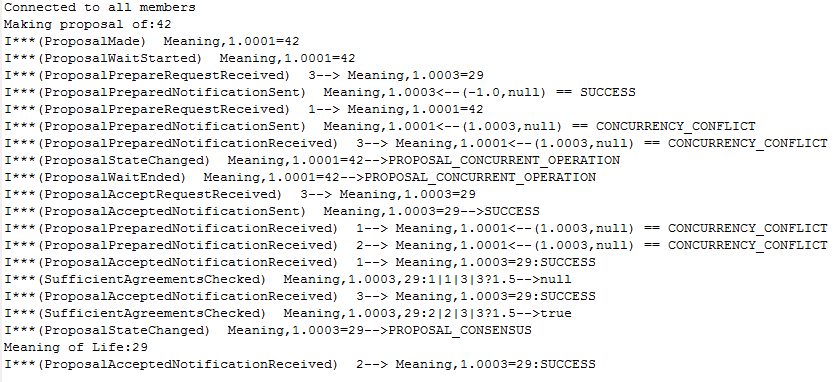 Connected to all members
Making proposal of:42
I***(ProposalMade)  Meaning,1.0001=42
I***(ProposalWaitStarted)  Meaning,1.0001=42
I***(ProposalPrepareRequestReceived)  3--> Meaning,1.0003=29
I***(ProposalPreparedNotificationSent)  Meaning,1.0003<--(-1.0,null) == SUCCESS
I***(ProposalPrepareRequestReceived)  1--> Meaning,1.0001=42
I***(ProposalPreparedNotificationSent)  Meaning,1.0001<--(1.0003,null) == CONCURRENCY_CONFLICT
I***(ProposalPreparedNotificationReceived)  3--> Meaning,1.0001<--(1.0003,null) == CONCURRENCY_CONFLICT
I***(ProposalStateChanged)  Meaning,1.0001=42-->PROPOSAL_CONCURRENT_OPERATION
I***(ProposalWaitEnded)  Meaning,1.0001=42-->PROPOSAL_CONCURRENT_OPERATION
I***(ProposalAcceptRequestReceived)  3--> Meaning,1.0003=29
I***(ProposalAcceptedNotificationSent)  Meaning,1.0003=29-->SUCCESS
I***(ProposalPreparedNotificationReceived)  1--> Meaning,1.0001<--(1.0003,null) == CONCURRENCY_CONFLICT
I***(ProposalPreparedNotificationReceived)  2--> Meaning,1.0001<--(1.0003,null) == CONCURRENCY_CONFLICT
I***(ProposalAcceptedNotificationReceived)  1--> Meaning,1.0003=29:SUCCESS
I***(SufficientAgreementsChecked)  Meaning,1.0003,29:1|1|3|3?1.5-->null
I***(ProposalAcceptedNotificationReceived)  3--> Meaning,1.0003=29:SUCCESS
I***(SufficientAgreementsChecked)  Meaning,1.0003,29:2|2|3|3?1.5-->true
I***(ProposalStateChanged)  Meaning,1.0003=29-->PROPOSAL_CONSENSUS
Meaning of Life:29
I***(ProposalAcceptedNotificationReceived)  2--> Meaning,1.0003=29:SUCCESS